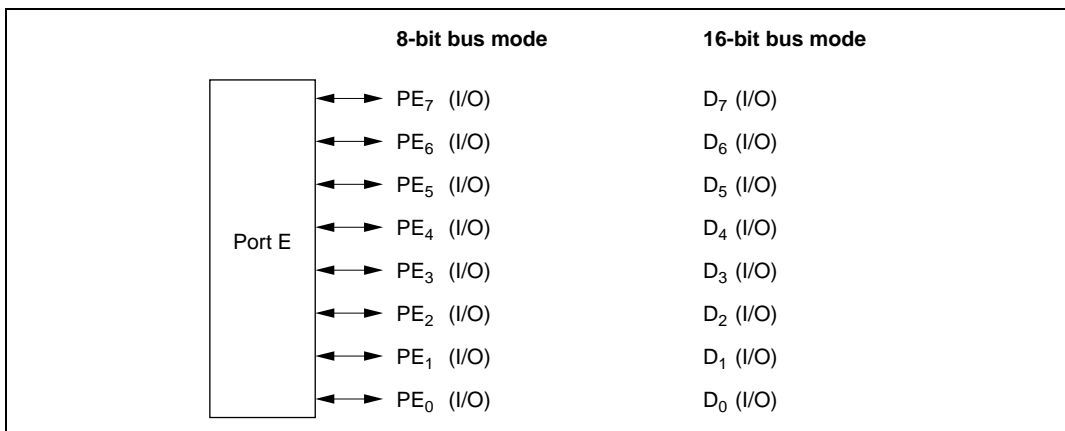 8-bit bus mode 16-bit bus mode
PE₇ (I/O) D₇ (I/O)
PE₆ (I/O) D₆ (I/O)
PE₅ (I/O) D₅ (I/O)
Port E PE₄ (I/O) D₄ (I/O)
PE₃ (I/O) D₃ (I/O)
PE₂ (I/O) D₂ (I/O)
PE₁ (I/O) D₁ (I/O)
PE₀ (I/O) D₀ (I/O)